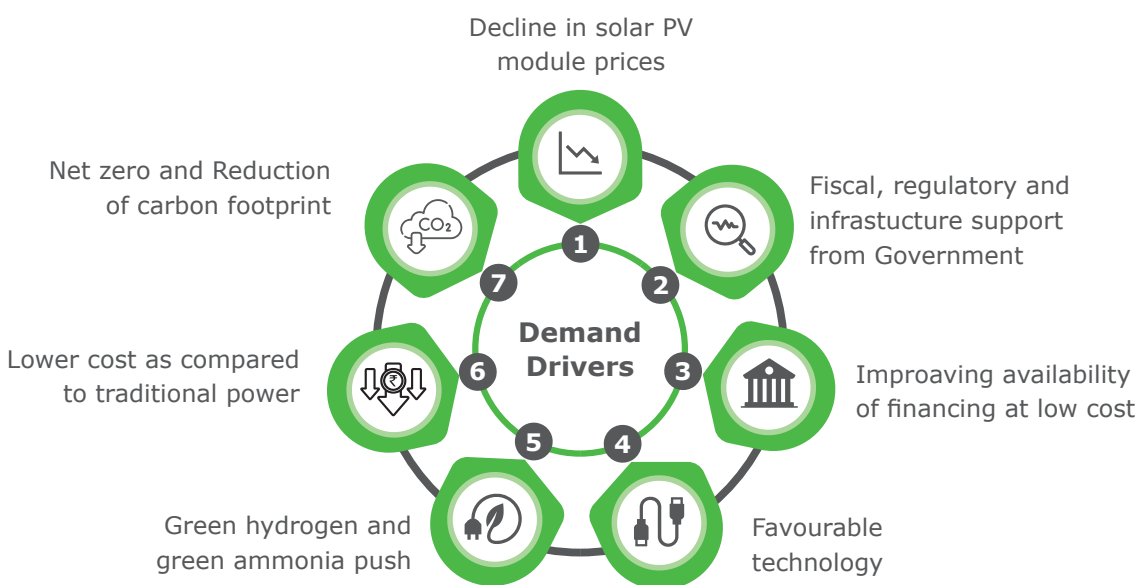 Decline in solar PV
module prices
Net zero and Reduction
of carbon footprint
CO2
Fiscal, regulatory and
infrastucture support
from Government
1
7
2
Demand
Drivers
Lower cost as compared
to traditional power
₹
6
3
Improaving availability
of financing at low cost
5
4
Green hydrogen and
green ammonia push
Favourable
technology